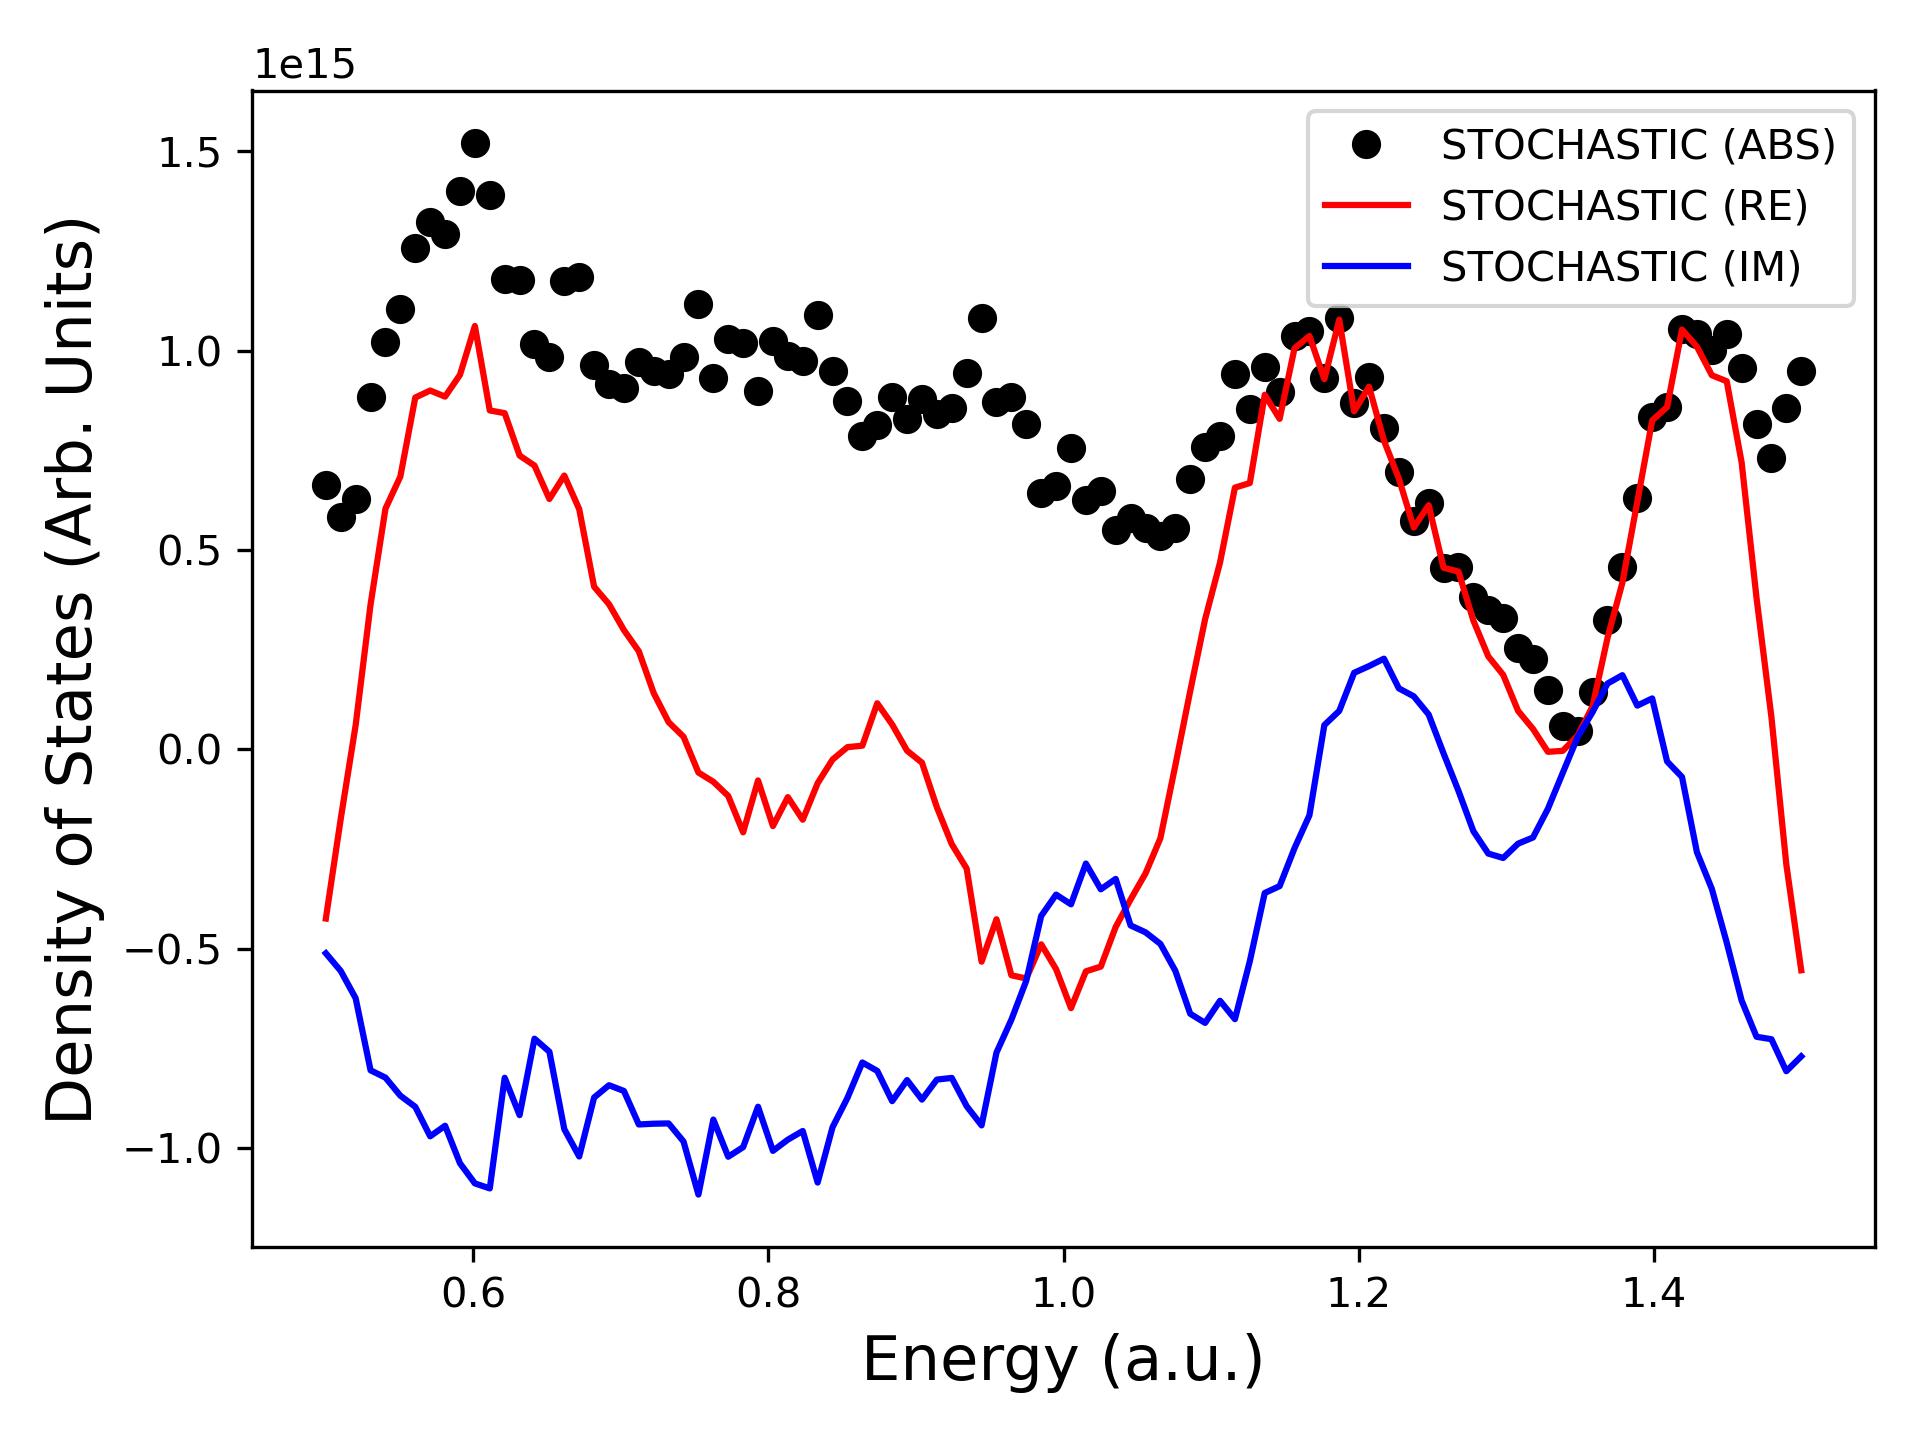 1e15
STOCHASTIC (ABS)
STOCHASTIC (RE)
STOCHASTIC (IM)
1.5
1.0
0.5
0.0
−0.5
−1.0
Density of States (Arb. Units)
0.6 0.8 1.0 1.2 1.4
Energy (a.u.)